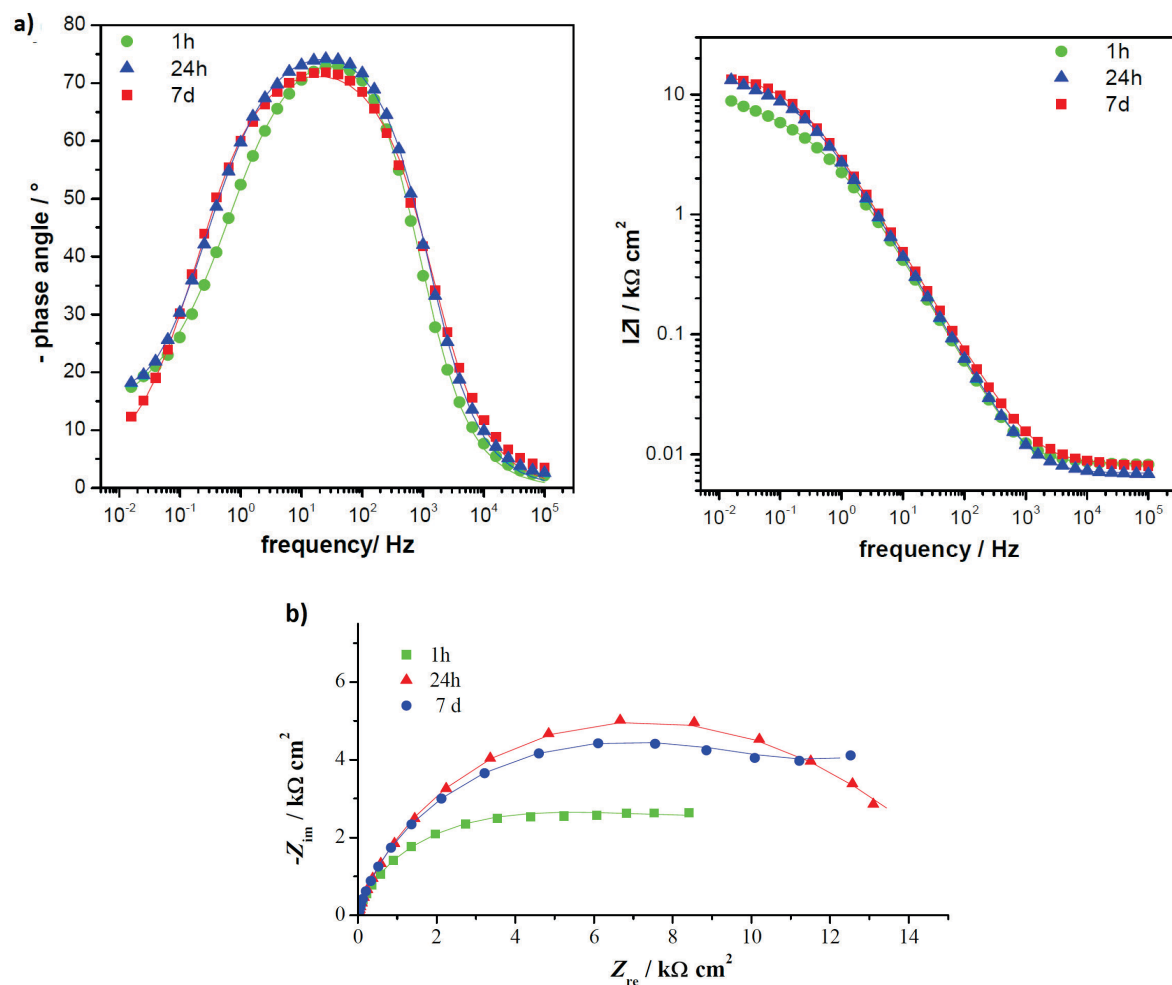 a)
80
70
60
50
40
30
20
10
0
- phase angle / °
1h
24h
7d
10-2 10-1 100 101 102 103 104 105
frequency/ Hz
10
1
0.1
0.01
|Z| / kΩ cm2
1h
24h
7d
10-2 10-1 100 101 102 103 104 105
frequency / Hz
b)
6
4
2
0
-Zim / kΩ cm2
1h
24h
7 d
0 2 4 6 8 10 12 14
Zre / kΩ cm2